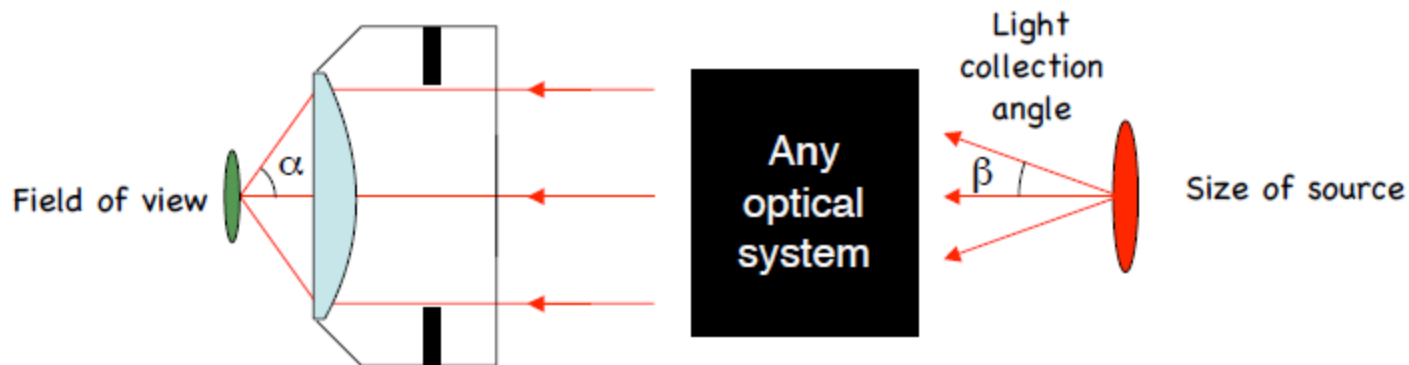 Field of view
α
Any
optical
system
Light
collection
angle
β
Size of source